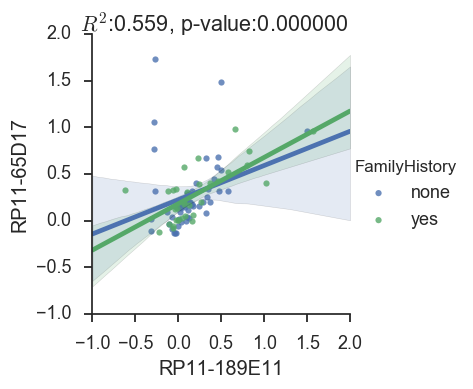 R²:0.559, p-value:0.000000
2.0
1.5
1.0
0.5
0.0
−0.5
−1.0
RP11-65D17
−1.0 −0.5 0.0 0.5 1.0 1.5 2.0
RP11-189E11
FamilyHistory
none
yes